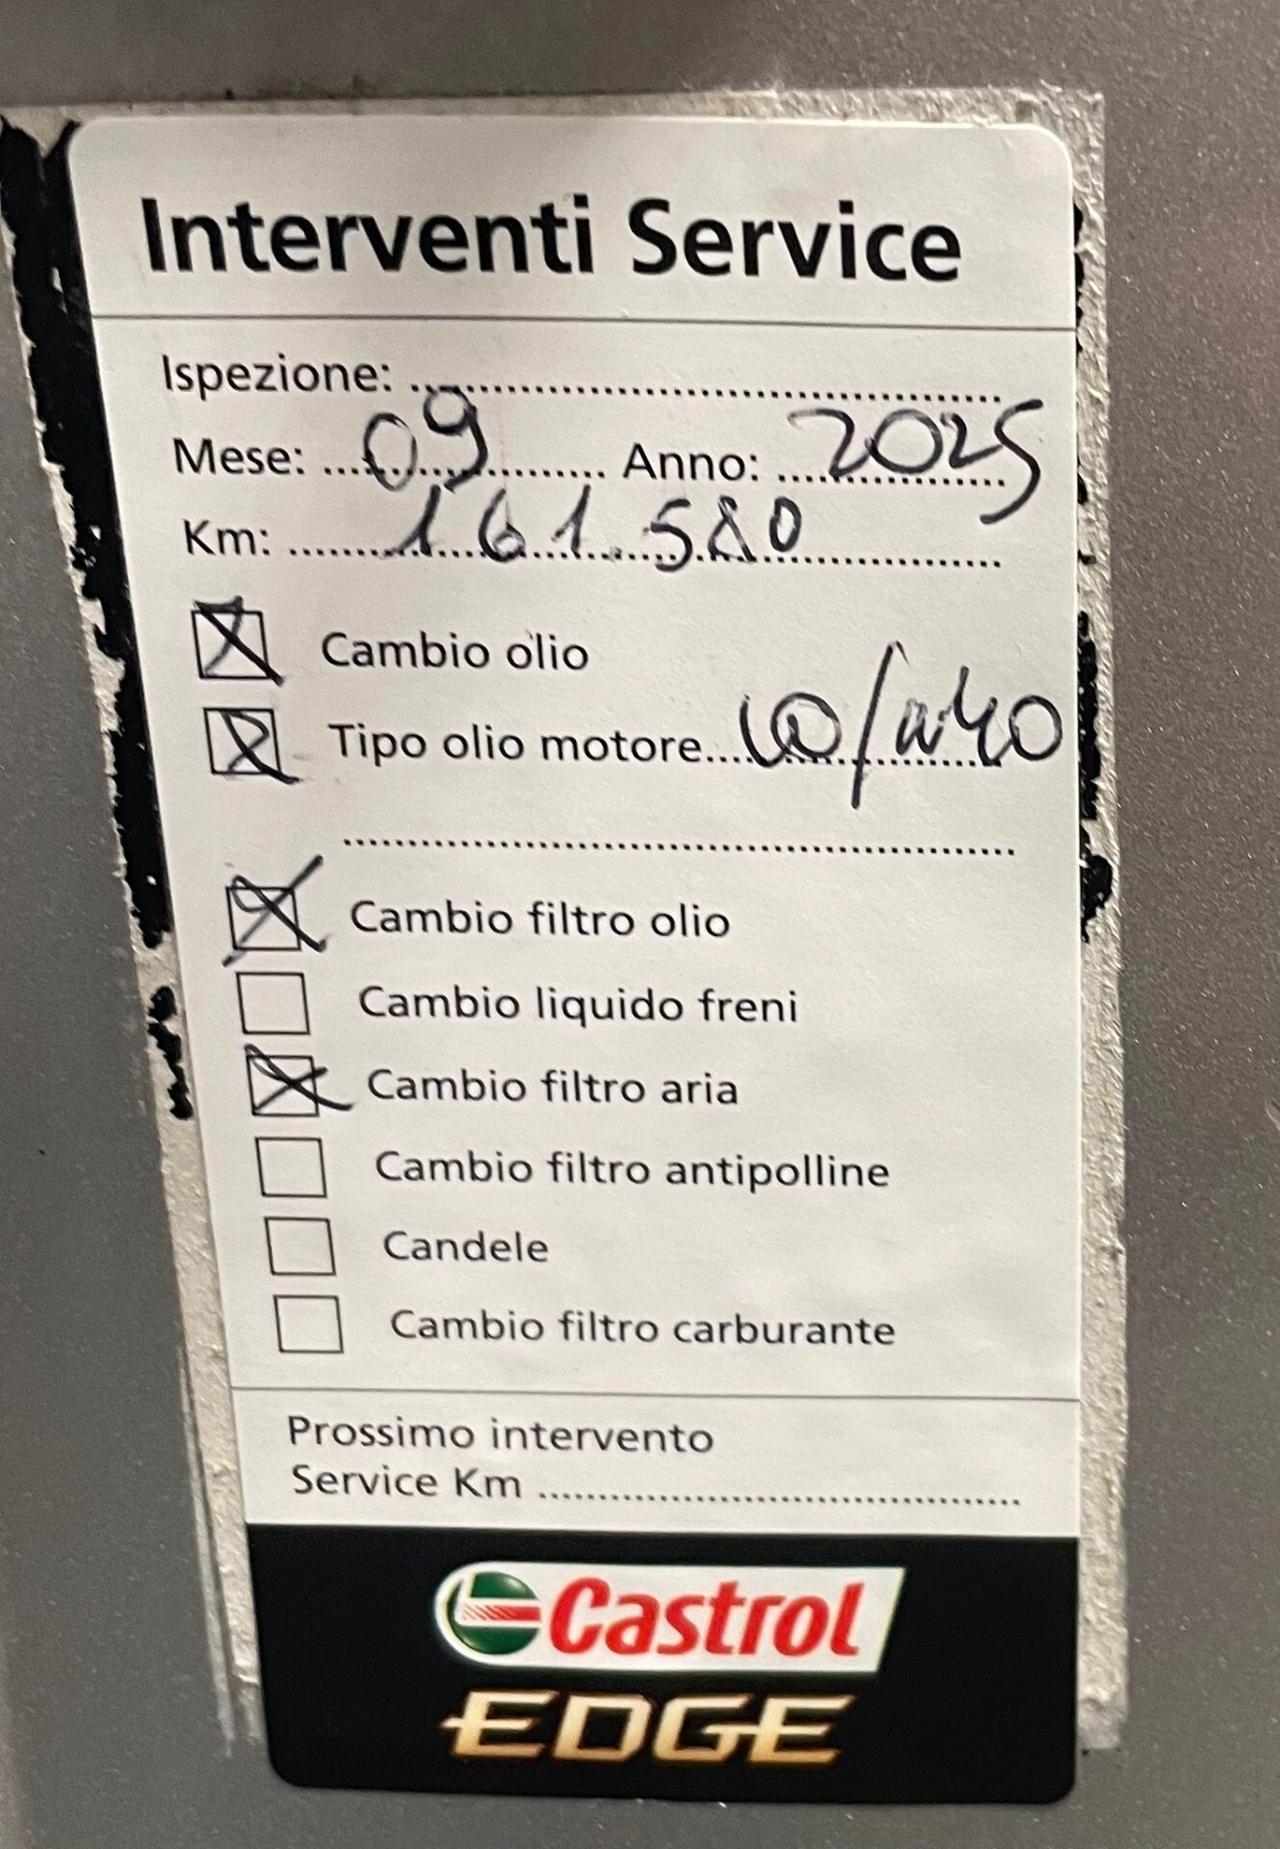 Interventi Service
Ispezione: ....................................
Mese: 09 Anno: 2025
Km: 161.580
Cambio olio
Tipo olio motore 10/w40
Cambio filtro olio
Cambio liquido freni
Cambio filtro aria
Cambio filtro antipolline
Candele
Cambio filtro carburante
Prossimo intervento
Service Km ....................................
Castrol
EDGE